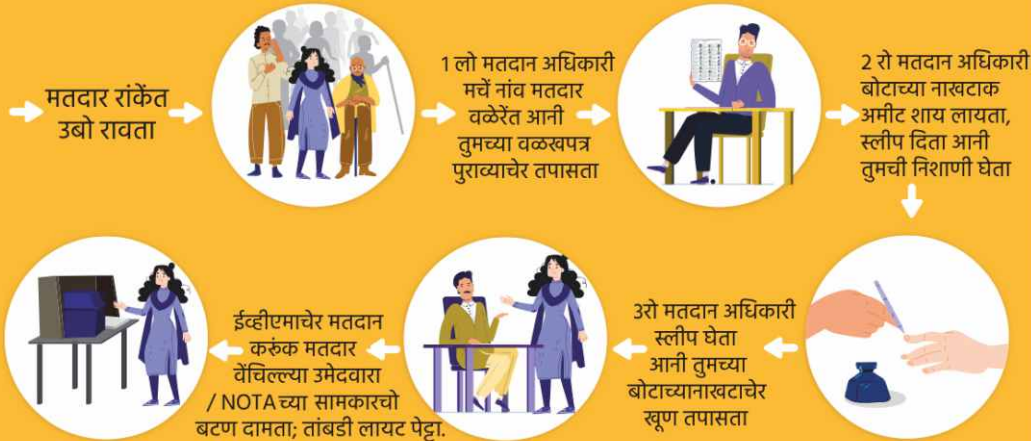 मतदार रांकेंत
उबो रावता
1 लो मतदान अधिकारी
मचें नांव मतदार
वळेरेंत आनी
तुमच्या वळखपत्र
पुराव्याचेर तपासता
2 रो मतदान अधिकारी
बोटाच्या नाखटाक
अमीट शाय लायता,
स्लीप दिता आनी
तुमची निशाणी घेता
3रो मतदान अधिकारी
स्लीप घेता
आनी तुमच्या
बोटाच्यानाखटाचेर
खूण तपासता
ईव्हीएमाचेर मतदान
करूंक मतदार
वेंचिल्ल्या उमेदवारा
/ NOTA च्या सामकारचो
बटण दामता; तांबडी लायट पेट्टा.